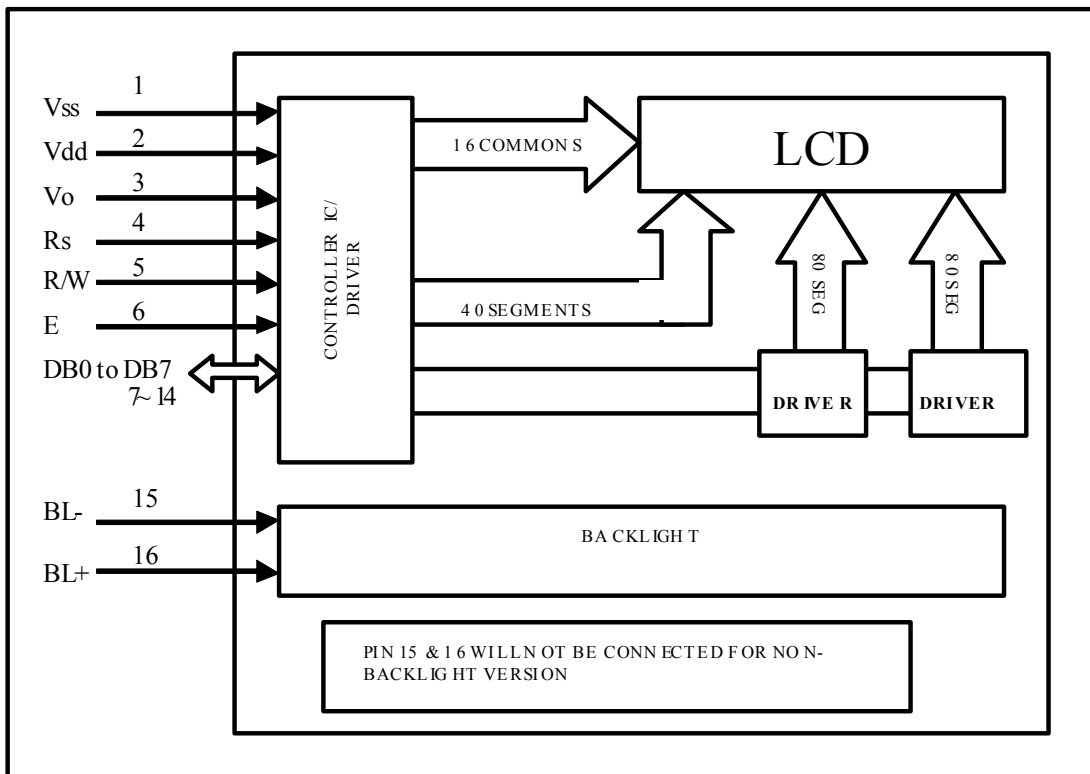 1
Vss
2
Vdd
3
Vo
4
Rs
5
R/W
6
E
DB0 to DB7
7~14
CONTROLLER IC/
DRIVER
16 COMMONS
LCD
40 SEGMENTS
80 SEG
80 SEG
DRIVER
DRIVER
15
BL-
16
BL+
BACKLIGHT
PIN 15 & 16 WILL NOT BE CONNECTED FOR NON-
BACKLIGHT VERSION